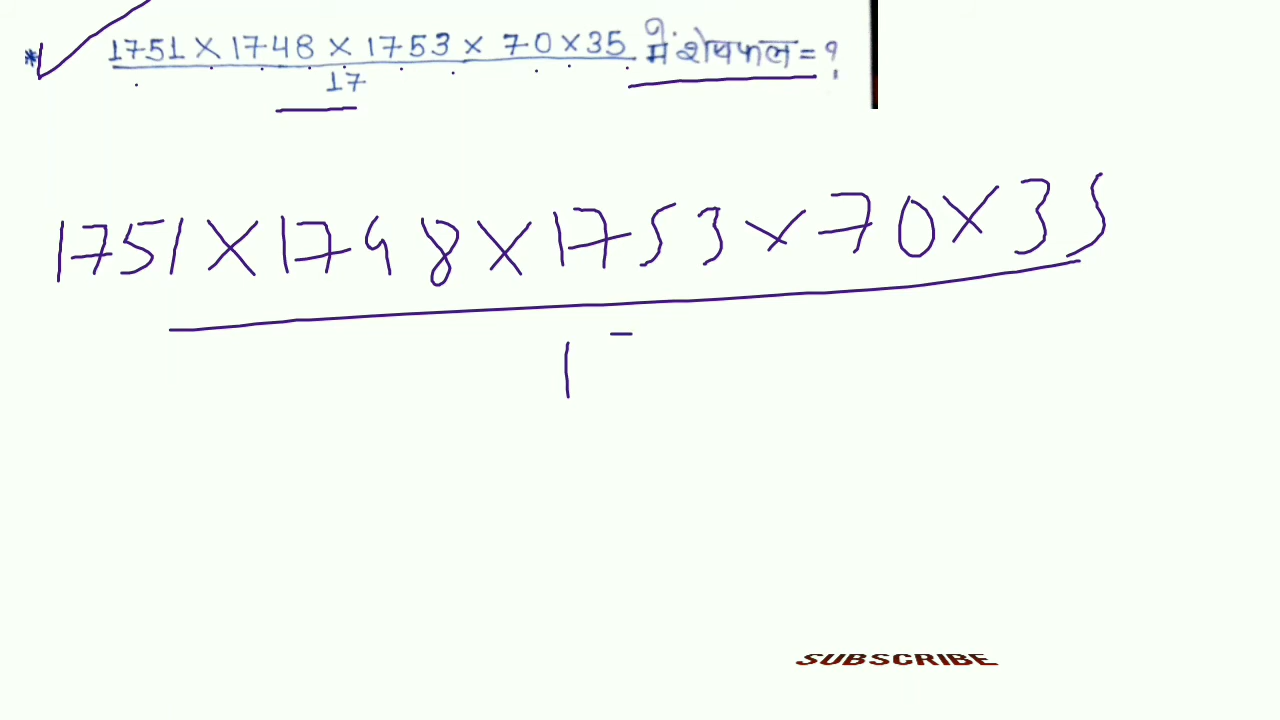 * 1751 × 1748 × 1753 × 70 × 35 में शेषफल = ?
17
1751 × 1748 × 1753 × 70 × 35
1
SUBSCRIBE